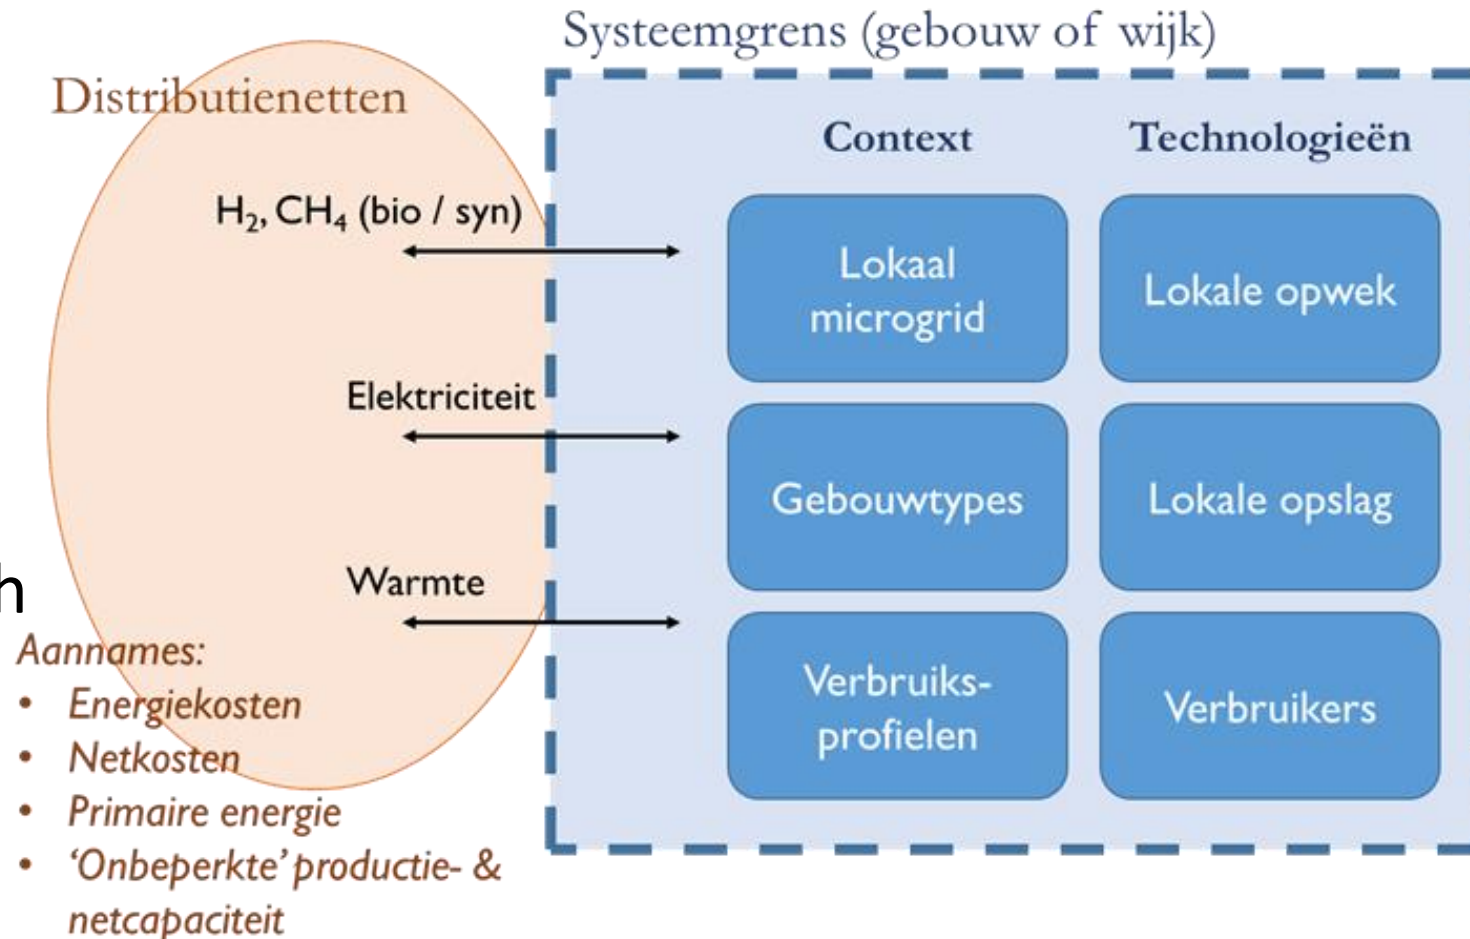 Systeemgrens (gebouw of wijk)
Distributienetten
H₂, CH₄ (bio / syn)
Elektriciteit
Warmte
h
Aannames:
• Energiekosten
• Netkosten
• Primaire energie
• ‘Onbeperkte’ productie- &
netcapaciteit
Context
Technologieën
Lokaal
microgrid
Lokale opwek
Gebouwtypes
Lokale opslag
Verbruiks-
profielen
Verbruikers